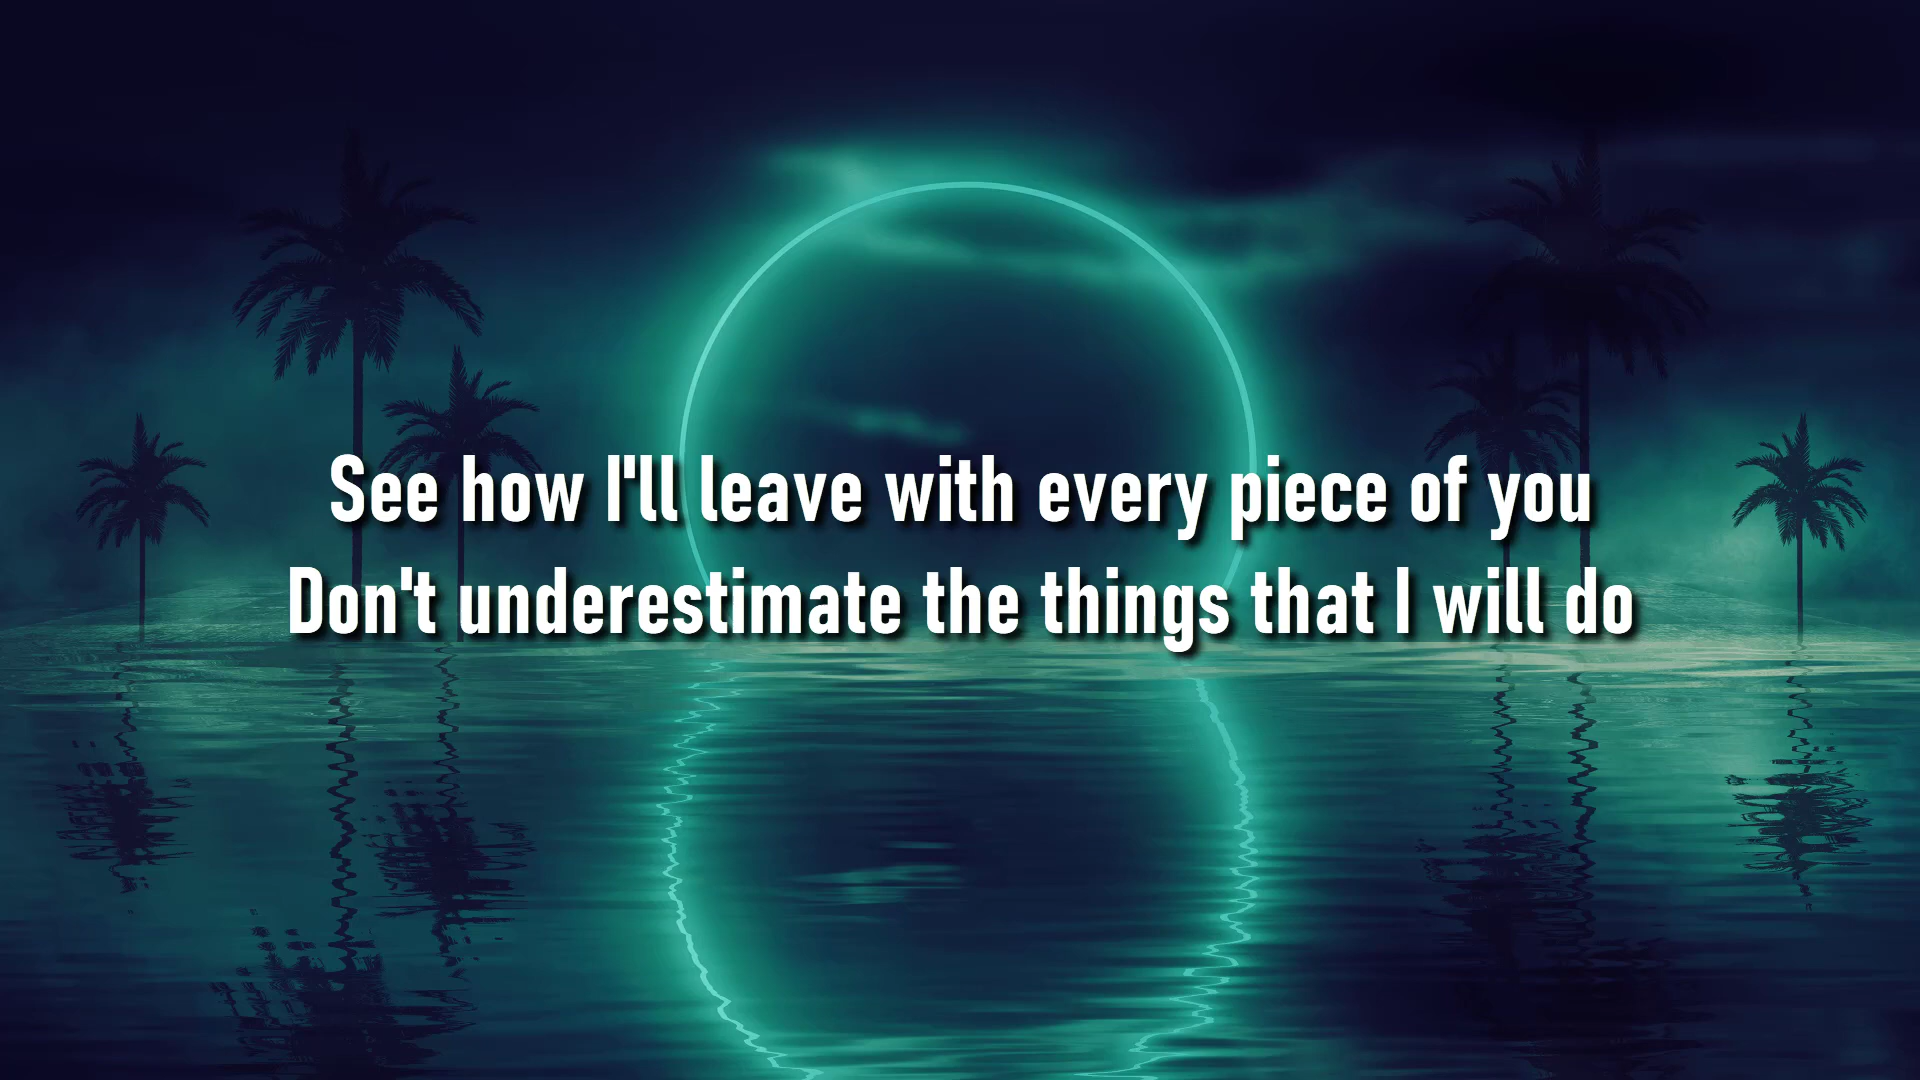 See how I'll leave with every piece of you
Don't underestimate the things that I will do